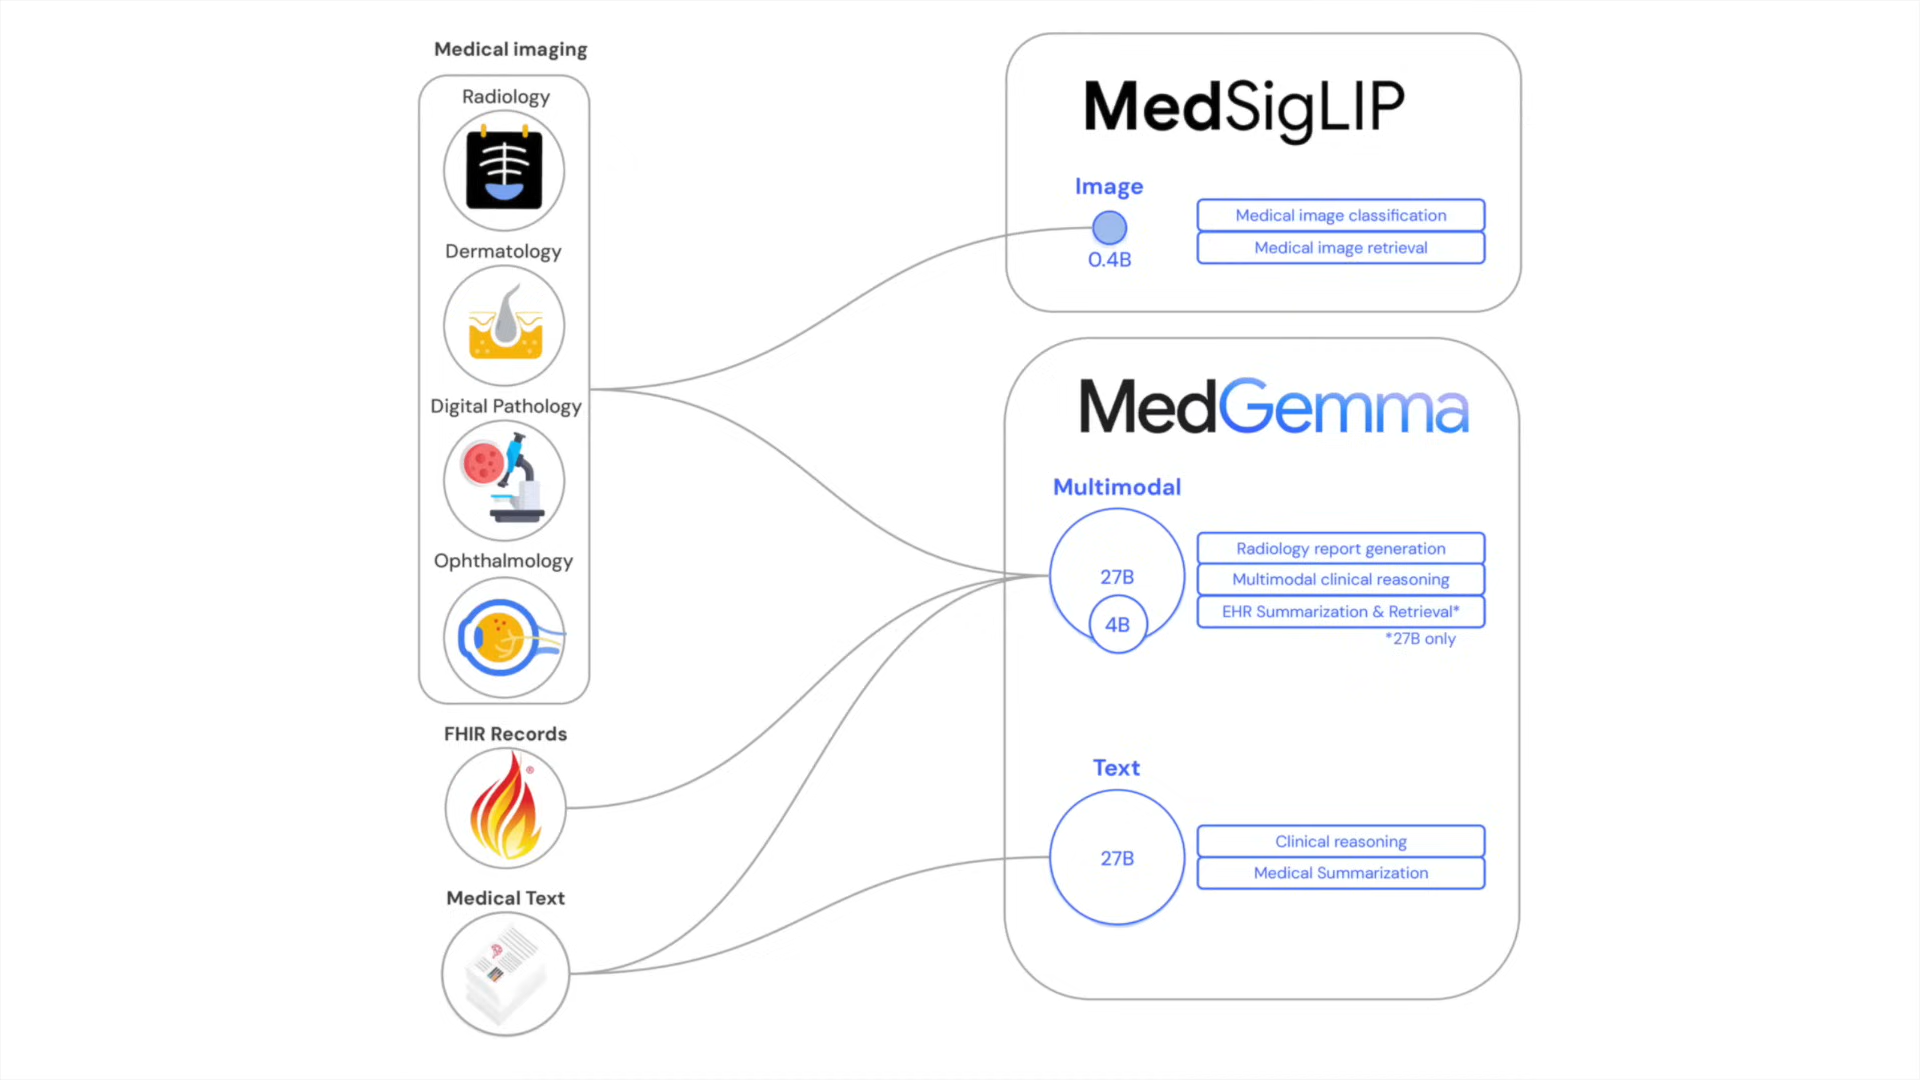 Medical imaging
Radiology
Dermatology
Digital Pathology
Ophthalmology
FHIR Records
®
Medical Text
MedSigLIP
Image
0.4B
Medical image classification
Medical image retrieval
MedGemma
Multimodal
27B
4B
Radiology report generation
Multimodal clinical reasoning
EHR Summarization & Retrieval*
*27B only
Text
27B
Clinical reasoning
Medical Summarization